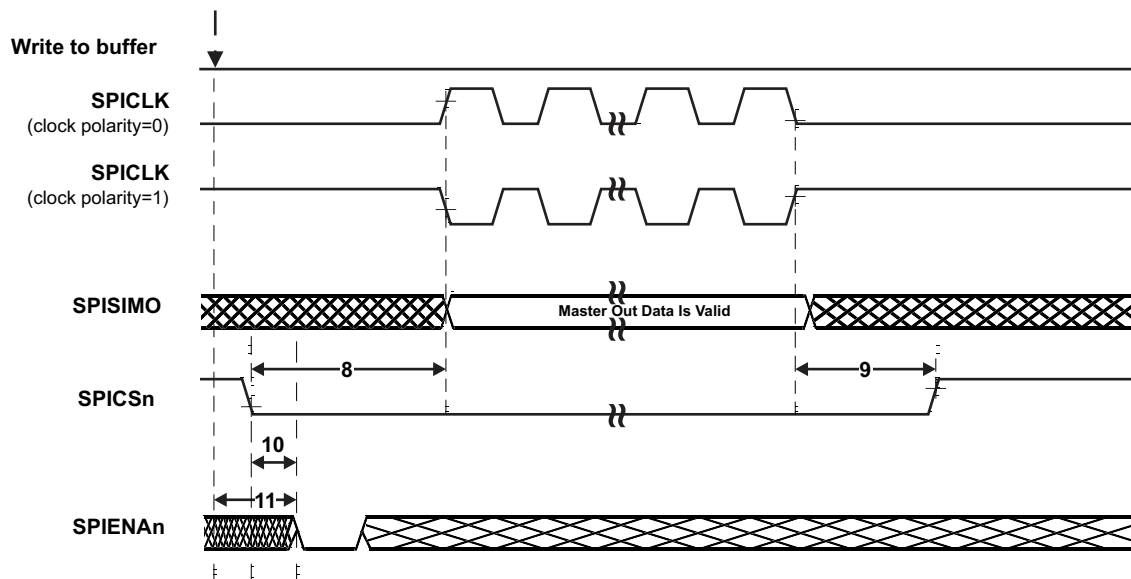 Write to buffer
SPICLK
(clock polarity=0)
SPICLK
(clock polarity=1)
SPISIMO
Master Out Data Is Valid
8
9
SPICSn
10
11
SPIENAn